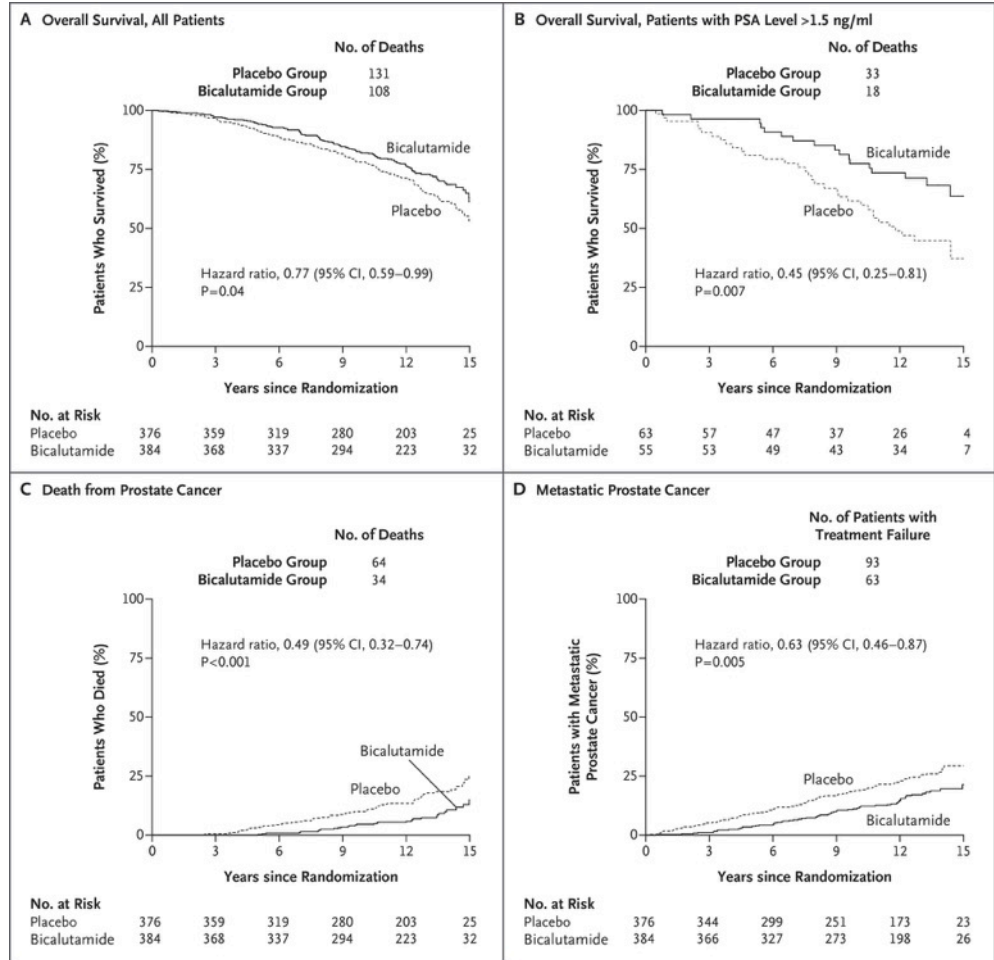 A Overall Survival, All Patients
No. of Deaths
Placebo Group 131
Bicalutamide Group 108
100
75
50
25
0
Patients Who Survived (%)
Bicalutamide
Placebo
Hazard ratio, 0.77 (95% CI, 0.59–0.99)
P=0.04
0 3 6 9 12 15
Years since Randomization
No. at Risk
Placebo 376 359 319 280 203 25
Bicalutamide 384 368 337 294 223 32
B Overall Survival, Patients with PSA Level >1.5 ng/ml
No. of Deaths
Placebo Group 33
Bicalutamide Group 18
100
75
50
25
0
Patients Who Survived (%)
Bicalutamide
Placebo
Hazard ratio, 0.45 (95% CI, 0.25–0.81)
P=0.007
0 3 6 9 12 15
Years since Randomization
No. at Risk
Placebo 63 57 47 37 26 4
Bicalutamide 55 53 49 43 34 7
C Death from Prostate Cancer
No. of Deaths
Placebo Group 64
Bicalutamide Group 34
100
75
50
25
0
Patients Who Died (%)
Hazard ratio, 0.49 (95% CI, 0.32–0.74)
P<0.001
Bicalutamide
Placebo
0 3 6 9 12 15
Years since Randomization
No. at Risk
Placebo 376 359 319 280 203 25
Bicalutamide 384 368 337 294 223 32
D Metastatic Prostate Cancer
No. of Patients with
Treatment Failure
Placebo Group 93
Bicalutamide Group 63
100
75
50
25
0
Patients with Metastatic
Prostate Cancer (%)
Hazard ratio, 0.63 (95% CI, 0.46–0.87)
P=0.005
Placebo
Bicalutamide
0 3 6 9 12 15
Years since Randomization
No. at Risk
Placebo 376 344 299 251 173 23
Bicalutamide 384 366 327 273 198 26